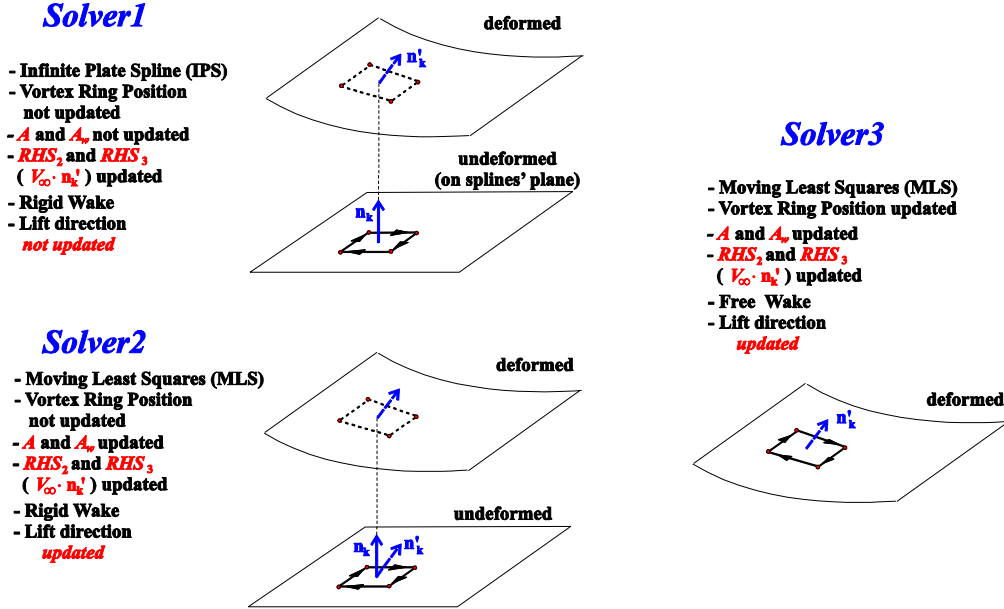 Solver1
- Infinite Plate Spline (IPS)
- Vortex Ring Position
not updated
- A and A_w not updated
- RHS_2 and RHS_3
( V_∞ · n_k' ) updated
- Rigid Wake
- Lift direction
not updated
deformed
n'_k
undeformed
(on splines' plane)
n_k
Solver2
- Moving Least Squares (MLS)
- Vortex Ring Position
not updated
- A and A_w updated
- RHS_2 and RHS_3
( V_∞ · n_k' ) updated
- Rigid Wake
- Lift direction
updated
deformed
undeformed
n_k
n'_k
Solver3
- Moving Least Squares (MLS)
- Vortex Ring Position updated
- A and A_w updated
- RHS_2 and RHS_3
( V_∞ · n_k' ) updated
- Free Wake
- Lift direction
updated
deformed
n'_k